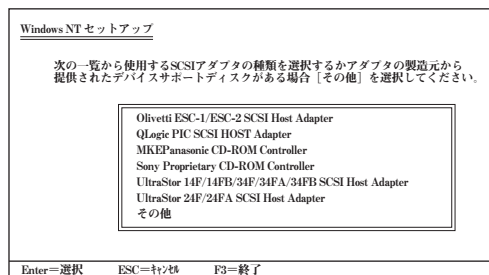 Windows NT セットアップ
次の一覧から使用するSCSIアダプタの種類を選択するかアダプタの製造元から
提供されたデバイスサポートディスクがある場合［その他］を選択してください。
Olivetti ESC-1/ESC-2 SCSI Host Adapter
QLogic PIC SCSI HOST Adapter
MKEPanasonic CD-ROM Controller
Sony Proprietary CD-ROM Controller
UltraStor 14F/14FB/34F/34FA/34FB SCSI Host Adapter
UltraStor 24F/24FA SCSI Host Adapter
その他
Enter＝選択 ESC＝ｷｬﾝｾﾙ F3＝終了